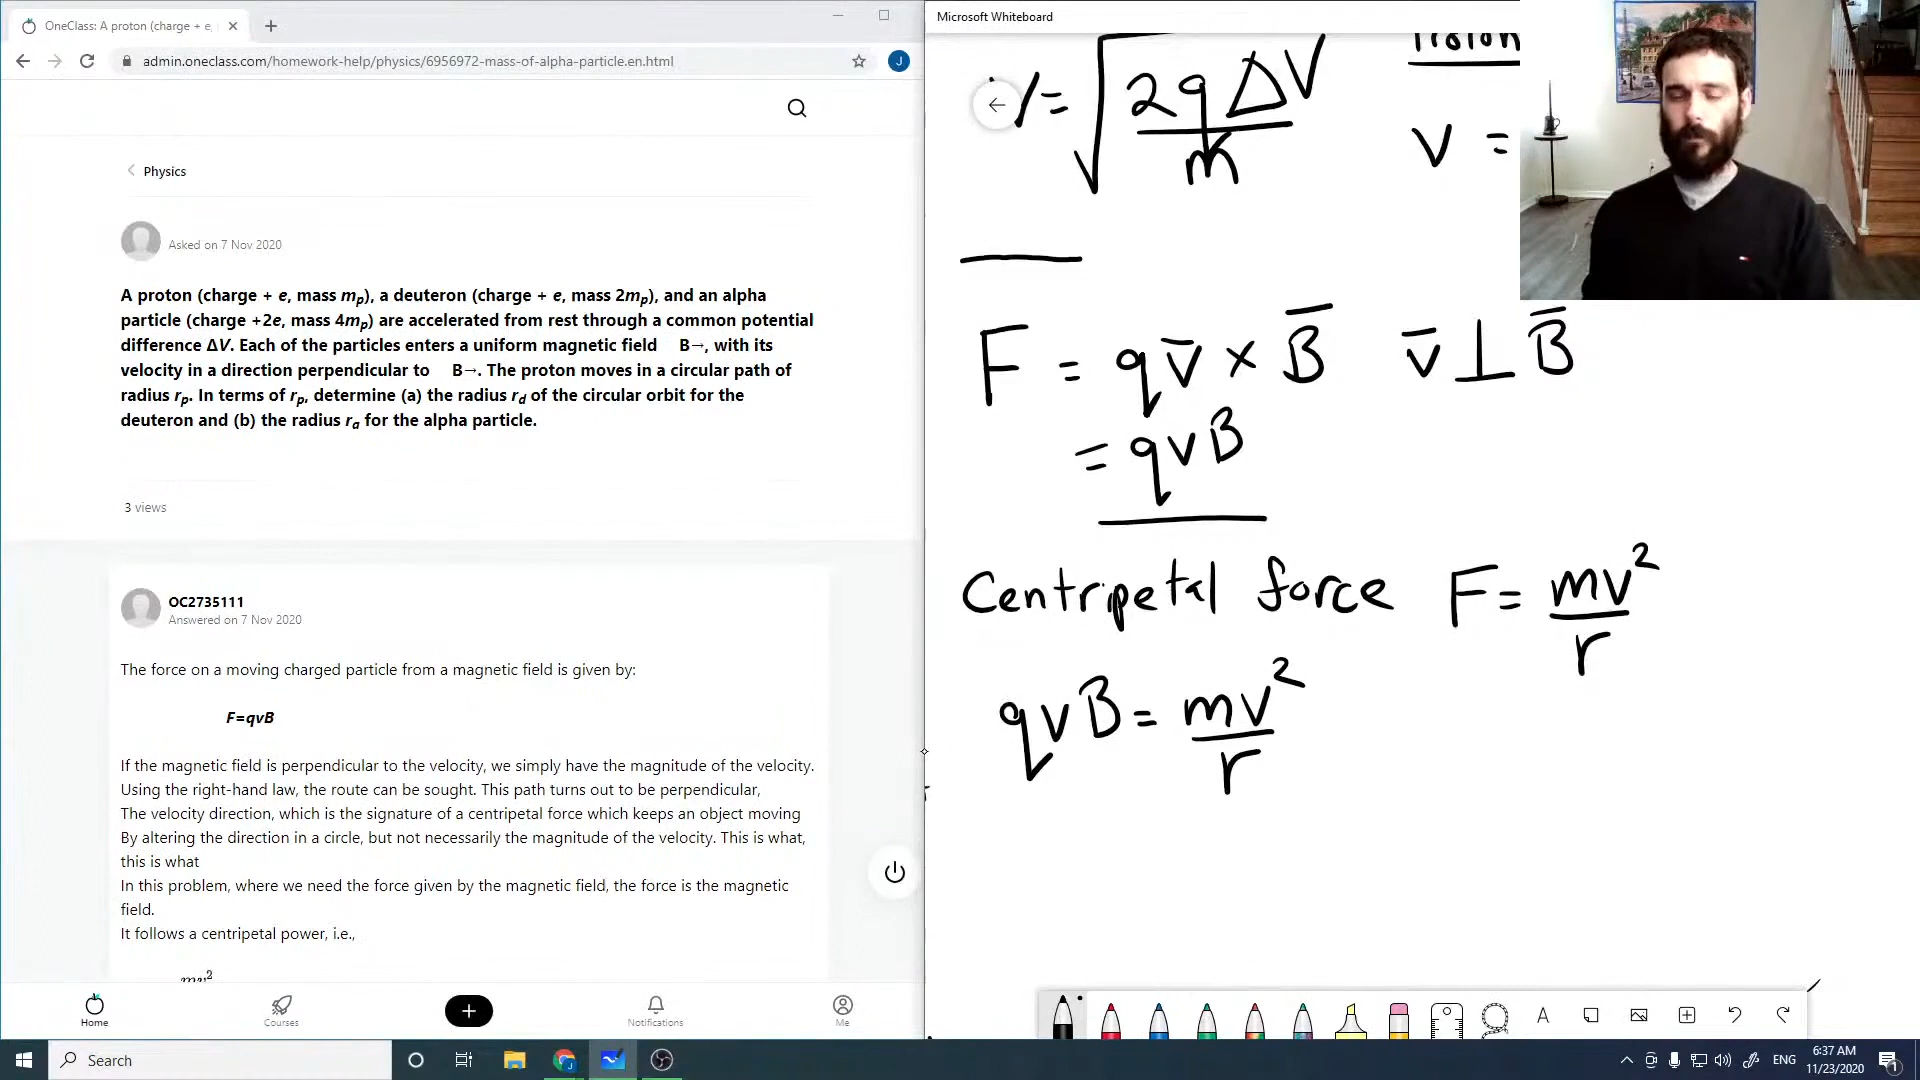 OneClass: A proton (charge + e,
admin.oneclass.com/homework-help/physics/6956972-mass-of-alpha-particle.en.html
J
Physics
Asked on 7 Nov 2020
A proton (charge + e, mass mp), a deuteron (charge + e, mass 2mp), and an alpha
particle (charge +2e, mass 4mp) are accelerated from rest through a common potential
difference ΔV. Each of the particles enters a uniform magnetic field B→, with its
velocity in a direction perpendicular to B→. The proton moves in a circular path of
radius rp. In terms of rp, determine (a) the radius rd of the circular orbit for the
deuteron and (b) the radius ra for the alpha particle.
3 views
OC2735111
Answered on 7 Nov 2020
The force on a moving charged particle from a magnetic field is given by:
F=qvB
If the magnetic field is perpendicular to the velocity, we simply have the magnitude of the velocity.
Using the right-hand law, the route can be sought. This path turns out to be perpendicular,
The velocity direction, which is the signature of a centripetal force which keeps an object moving
By altering the direction in a circle, but not necessarily the magnitude of the velocity. This is what,
this is what
In this problem, where we need the force given by the magnetic field, the force is the magnetic
field.
It follows a centripetal power, i.e.,
mv²
Home
Courses
Notifications
Me
Microsoft Whiteboard
V = √(2qΔV/m)
v =
F = qv̄ × B̄ v̄ ⊥ B̄
= qvB
Centripetal force F = mv²/r
qvB = mv²/r
Search
ENG
6:37 AM
11/23/2020
1